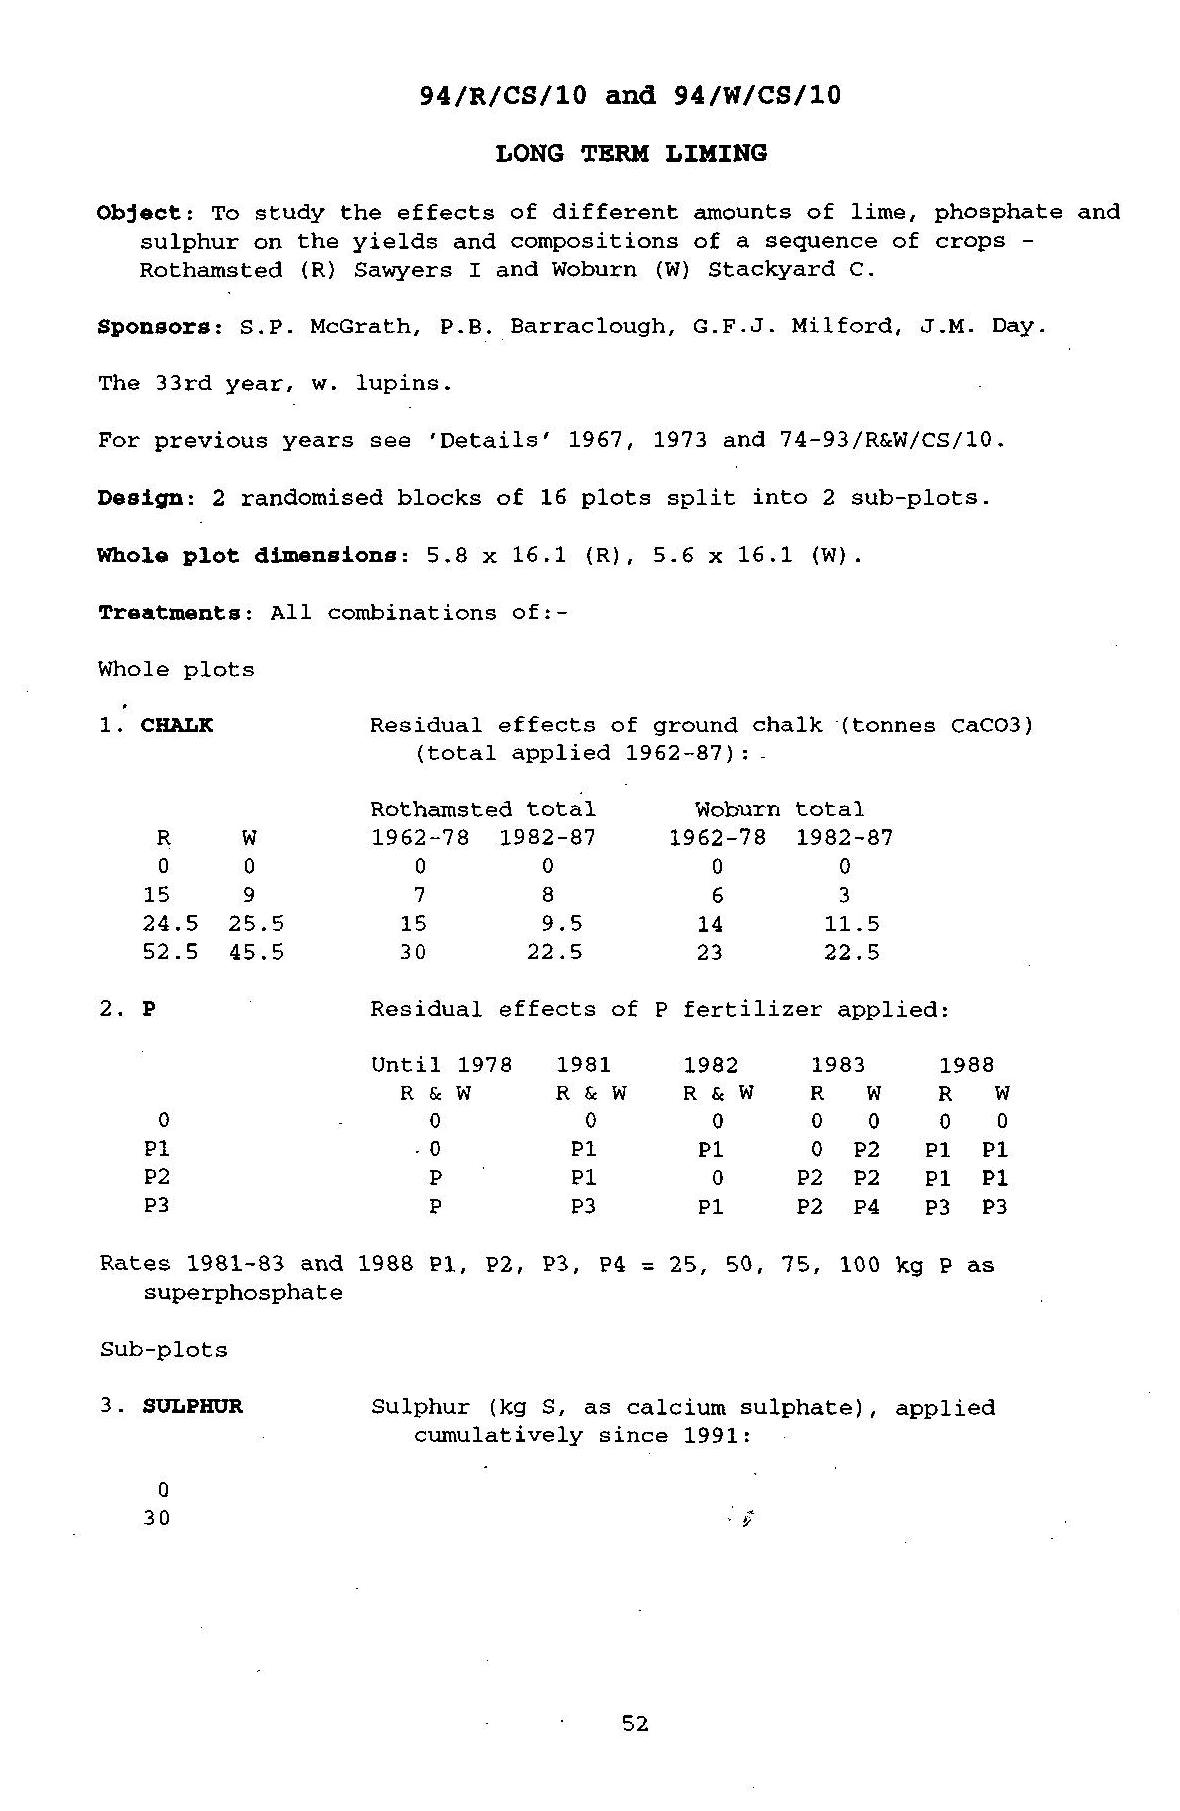 94/R/CS/10 and 94/W/CS/10
LONG TERM LIMING
Object: To study the effects of different amounts of lime, phosphate and
sulphur on the yields and compositions of a sequence of crops -
Rothamsted (R) Sawyers I and Woburn (W) Stackyard C.
Sponsors: S.P. McGrath, P.B. Barraclough, G.F.J. Milford, J.M. Day.
The 33rd year, w. lupins.
For previous years see 'Details' 1967, 1973 and 74-93/R&W/CS/10.
Design: 2 randomised blocks of 16 plots split into 2 sub-plots.
Whole plot dimensions: 5.8 x 16.1 (R), 5.6 x 16.1 (W).
Treatments: All combinations of:-
Whole plots
1. CHALK Residual effects of ground chalk (tonnes CaCO3)
(total applied 1962-87):
Rothamsted total Woburn total
R W 1962-78 1982-87 1962-78 1982-87
0 0 0 0 0 0
15 9 7 8 6 3
24.5 25.5 15 9.5 14 11.5
52.5 45.5 30 22.5 23 22.5
2. P Residual effects of P fertilizer applied:
Until 1978 1981 1982 1983 1988
R & W R & W R & W R W R W
0 0 0 0 0 0 0 0
P1 0 P1 P1 0 P2 P1 P1
P2 P P1 0 P2 P2 P1 P1
P3 P P3 P1 P2 P4 P3 P3
Rates 1981-83 and 1988 P1, P2, P3, P4 = 25, 50, 75, 100 kg P as
superphosphate
Sub-plots
3. SULPHUR Sulphur (kg S, as calcium sulphate), applied
cumulatively since 1991:
0
30
52